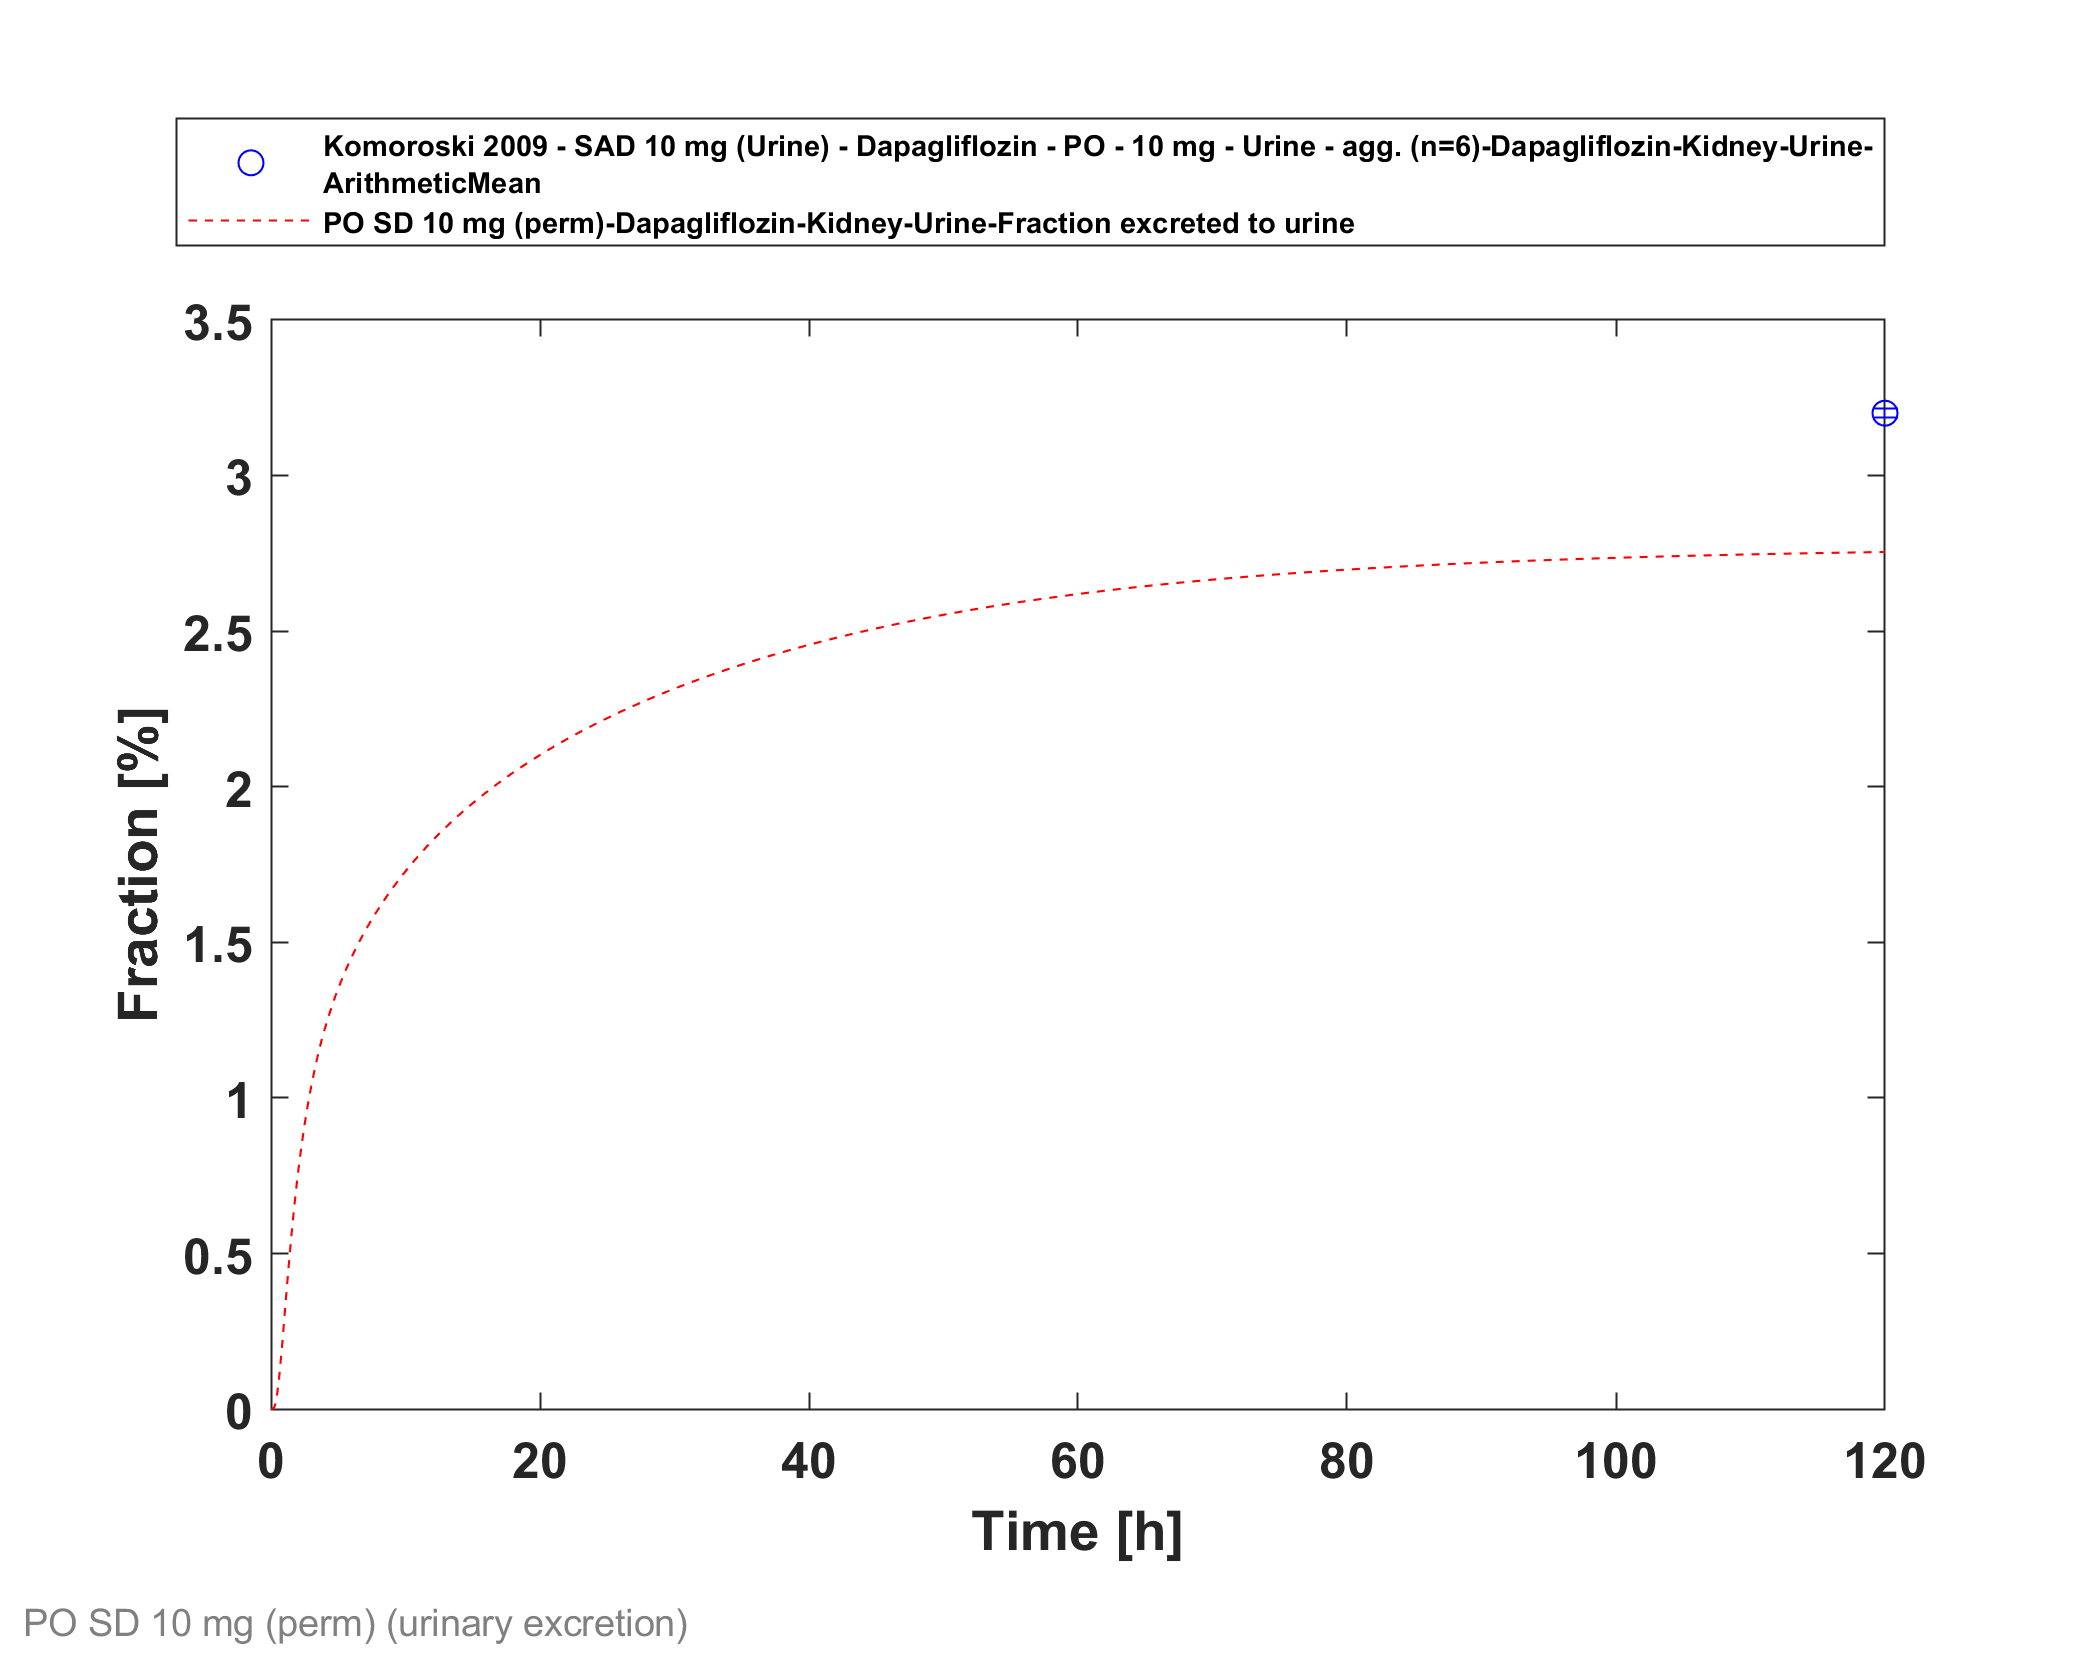 Komoroski 2009 - SAD 10 mg (Urine) - Dapagliflozin - PO - 10 mg - Urine - agg. (n=6)-Dapagliflozin-Kidney-Urine-
ArithmeticMean
PO SD 10 mg (perm)-Dapagliflozin-Kidney-Urine-Fraction excreted to urine
3.5
3
2.5
2
1.5
1
0.5
0
Fraction [%]
0 20 40 60 80 100 120
Time [h]
PO SD 10 mg (perm) (urinary excretion)